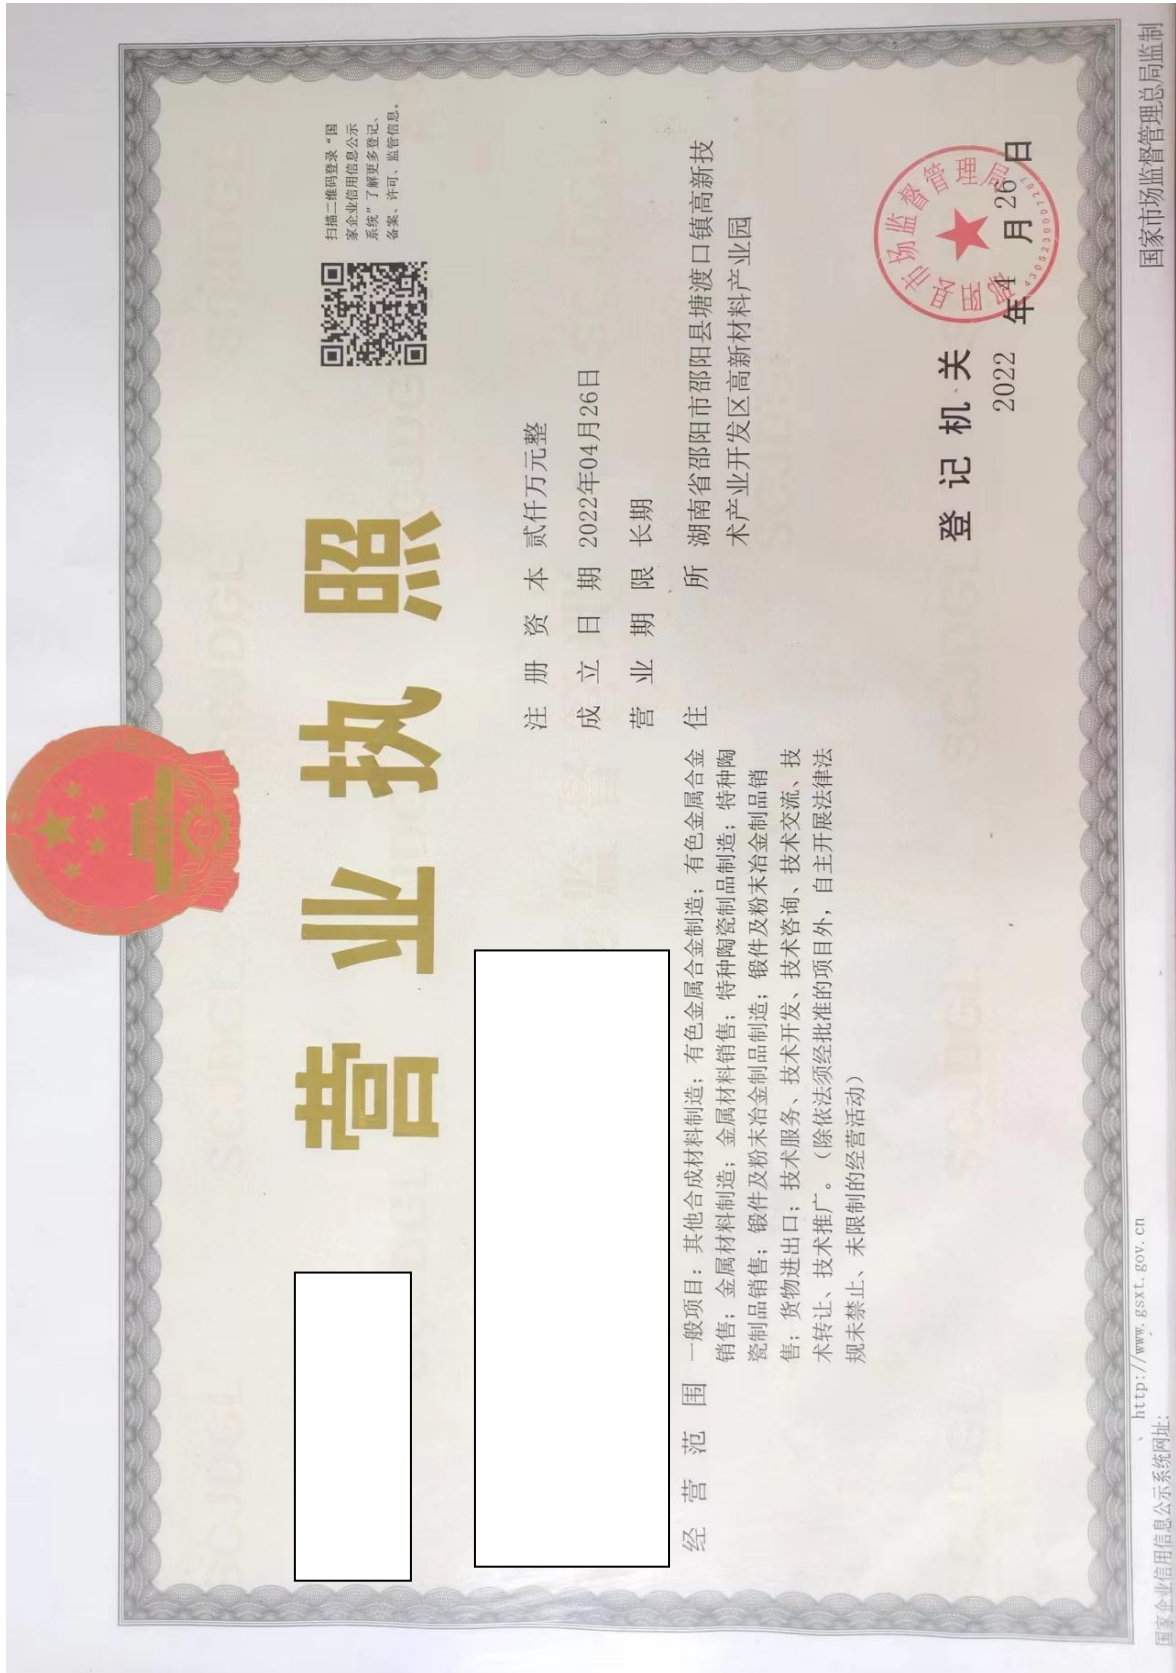 营业执照
扫描二维码登录“国
家企业信用信息公示
系统”了解更多登记、
备案、许可、监管信息。
注册资本 贰仟万元整
成立日期 2022年04月26日
营业期限 长期
住所 湖南省邵阳市邵阳县塘渡口镇高新技
术产业开发区高新材料产业园
经营范围 一般项目：其他合成材料制造；有色金属合金制造；有色金属合金
销售；金属材料制造；金属材料销售；特种陶瓷制品制造；特种陶
瓷制品销售；锻件及粉末冶金制品制造；锻件及粉末冶金制品销
售；货物进出口；技术服务、技术开发、技术咨询、技术交流、技
术转让、技术推广。（除依法须经批准的项目外，自主开展法律法
规未禁止、未限制的经营活动）
登记机关
邵阳县市场监督管理局
4305230007287
2022年4月26日
国家企业信用信息公示系统网址：
http://www.gsxt.gov.cn
国家市场监督管理总局监制